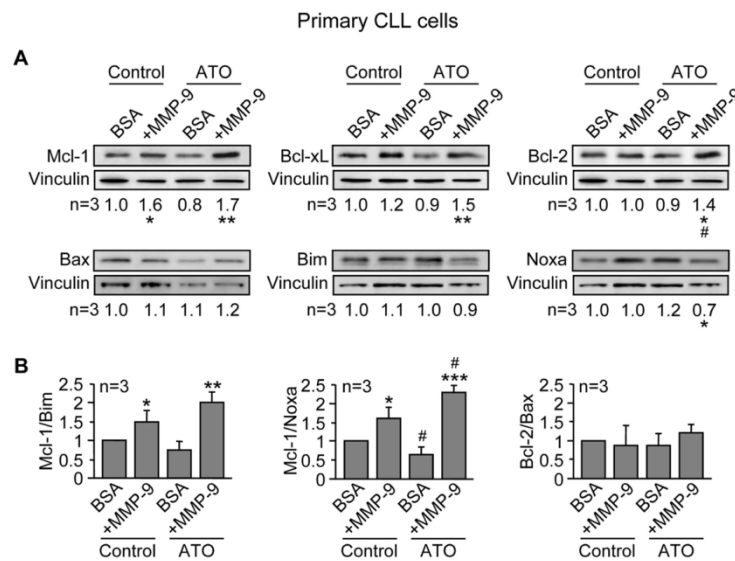 Primary CLL cells
A
Control ATO
BSA +MMP-9 BSA +MMP-9
Mcl-1
Vinculin
n=3 1.0 1.6 0.8 1.7
* **
Control ATO
BSA +MMP-9 BSA +MMP-9
Bcl-xL
Vinculin
n=3 1.0 1.2 0.9 1.5
**
Control ATO
BSA +MMP-9 BSA +MMP-9
Bcl-2
Vinculin
n=3 1.0 1.0 0.9 1.4
*
#
Bax
Vinculin
n=3 1.0 1.1 1.1 1.2
Bim
Vinculin
n=3 1.0 1.1 1.0 0.9
Noxa
Vinculin
n=3 1.0 1.0 1.2 0.7
*
B
Mcl-1/Bim
2.5
2
1.5
1
0.5
n=3
* **
BSA +MMP-9 BSA +MMP-9
Control ATO
Mcl-1/Noxa
2.5
2
1.5
1
0.5
0
n=3
* # #
***
BSA +MMP-9 BSA +MMP-9
Control ATO
Bcl-2/Bax
2.5
2
1.5
1
0.5
0
n=3
BSA +MMP-9 BSA +MMP-9
Control ATO